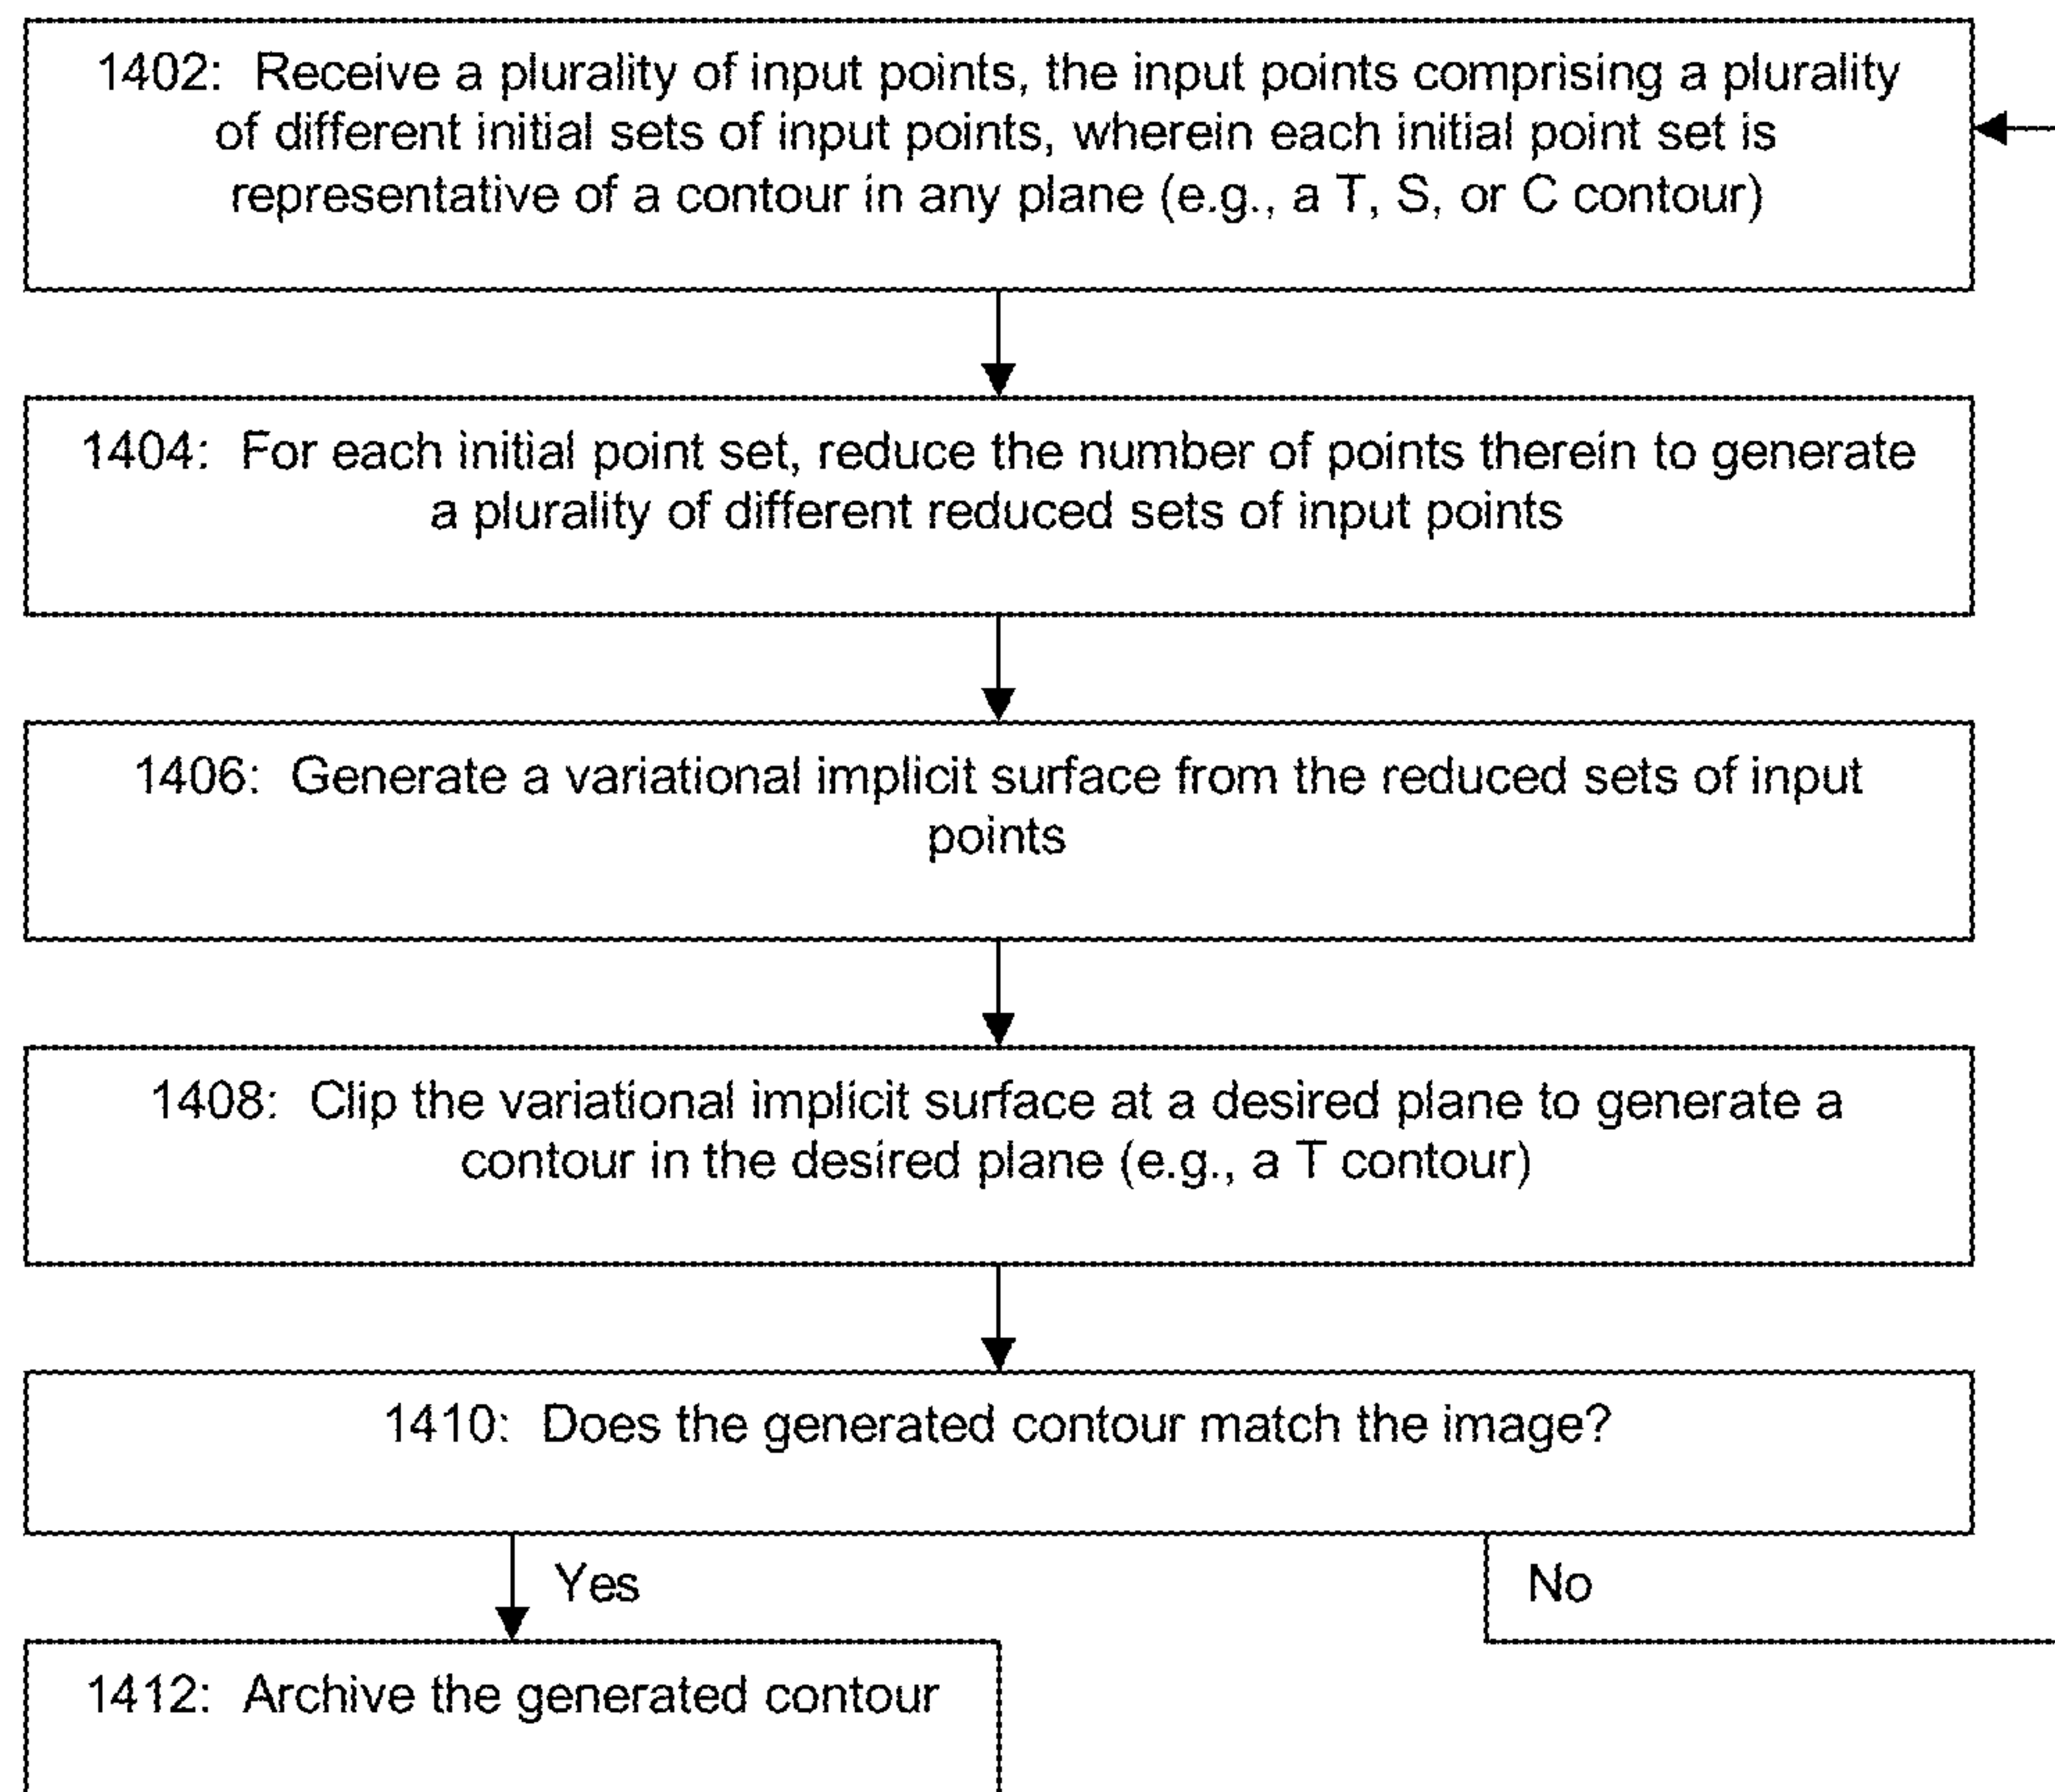 1402: Receive a plurality of input points, the input points comprising a plurality
of different initial sets of input points, wherein each initial point set is
representative of a contour in any plane (e.g., a T, S, or C contour)
1404: For each initial point set, reduce the number of points therein to generate
a plurality of different reduced sets of input points
1406: Generate a variational implicit surface from the reduced sets of input
points
1408: Clip the variational implicit surface at a desired plane to generate a
contour in the desired plane (e.g., a T contour)
1410: Does the generated contour match the image?
Yes
No
1412: Archive the generated contour